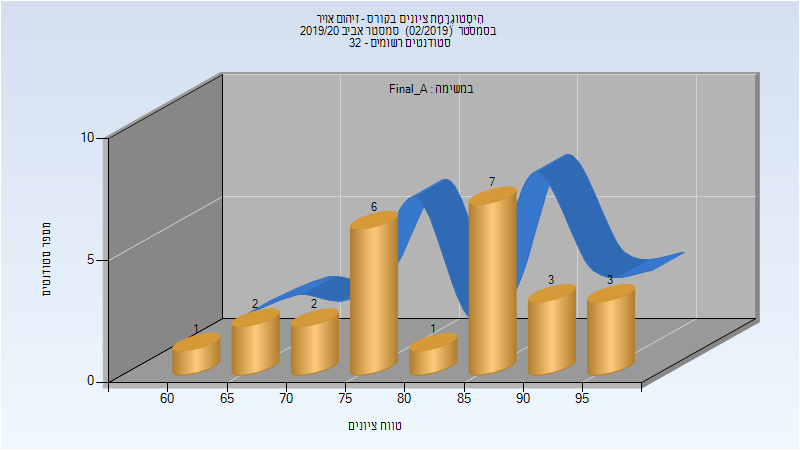 היסטוגרמת ציונים בקורס - זיהום אויר
בסמסטר (02/2019) סמסטר אביב 2019/20
סטודנטים רשומים - 32
במשימה : Final_A
מספר סטודנטים
10
5
0
1
2
2
6
1
7
3
3
60 65 70 75 80 85 90 95
טווח ציונים